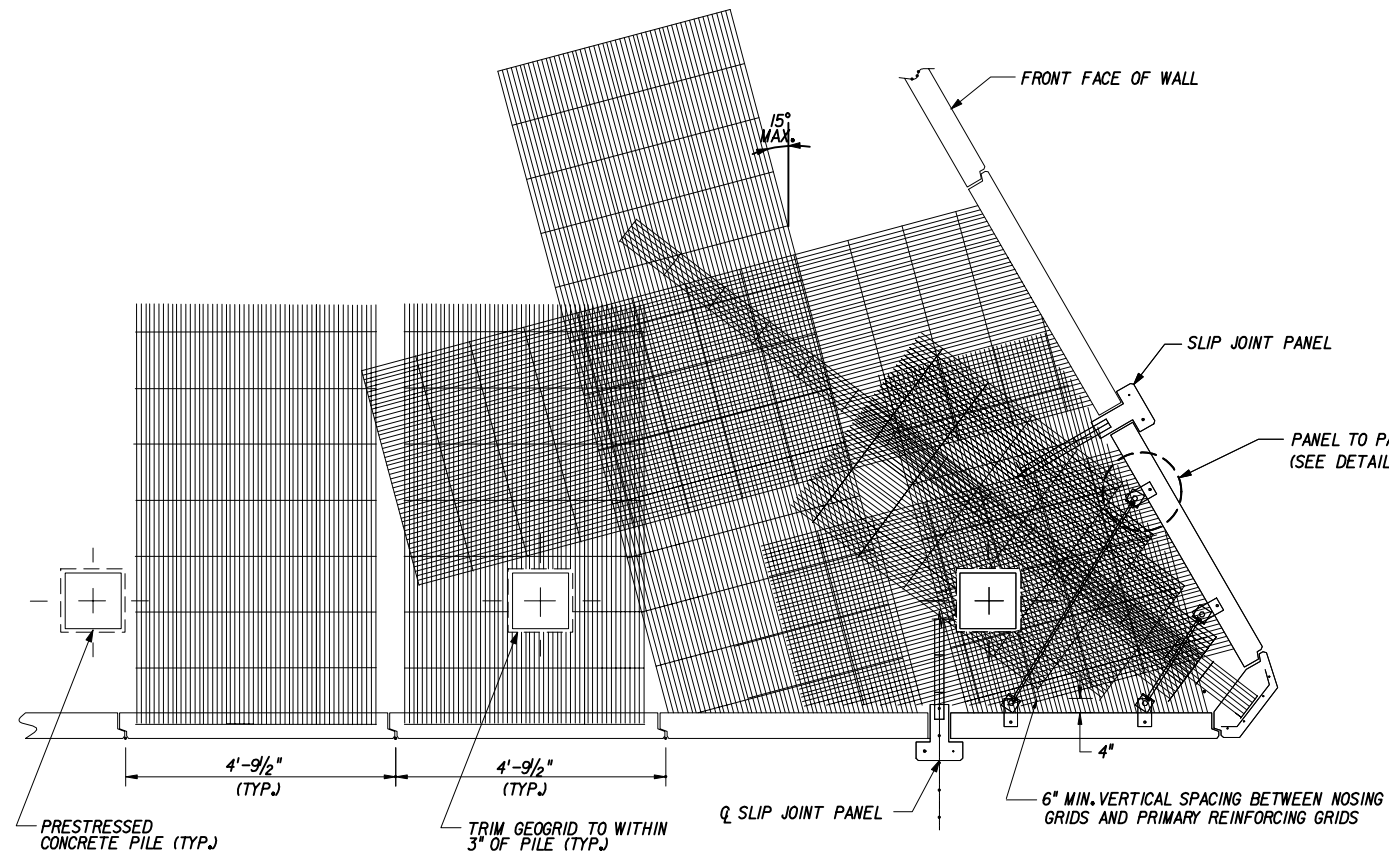 FRONT FACE OF WALL
15°
MAX.
SLIP JOINT PANEL
PANEL TO
(SEE DETAIL
4'-9½"
(TYP.)
4'-9½"
(TYP.)
4"
℄ SLIP JOINT PANEL
6" MIN. VERTICAL SPACING BETWEEN NOSING
GRIDS AND PRIMARY REINFORCING GRIDS
PRESTRESSED
CONCRETE PILE (TYP.)
TRIM GEOGRID TO WITHIN
3" OF PILE (TYP.)